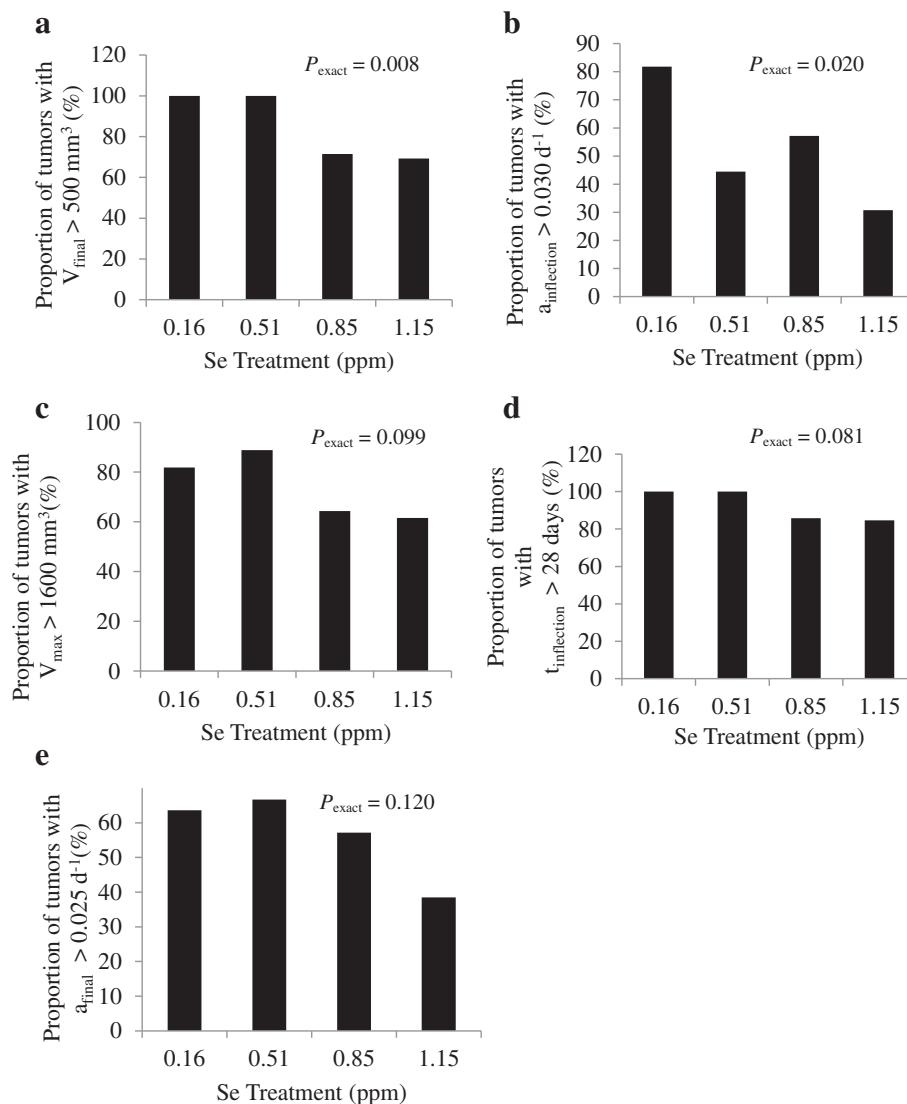 a
Proportion of tumors with
V_final > 500 mm³ (%)
120
100
80
60
40
20
0
P_exact = 0.008
0.16 0.51 0.85 1.15
Se Treatment (ppm)
b
Proportion of tumors with
a_inflection > 0.030 d⁻¹ (%)
90
80
70
60
50
40
30
20
10
0
P_exact = 0.020
0.16 0.51 0.85 1.15
Se Treatment (ppm)
c
Proportion of tumors with
V_max > 1600 mm³(%)
100
80
60
40
20
0
P_exact = 0.099
0.16 0.51 0.85 1.15
Se Treatment (ppm)
d
Proportion of tumors
with
t_inflection > 28 days (%)
120
100
80
60
40
20
0
P_exact = 0.081
0.16 0.51 0.85 1.15
Se Treatment (ppm)
e
Proportion of tumors with
a_final > 0.025 d⁻¹(%)
60
50
40
30
20
10
0
P_exact = 0.120
0.16 0.51 0.85 1.15
Se Treatment (ppm)